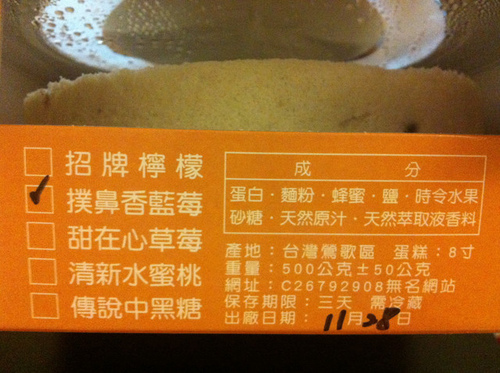 招牌檸檬
撲鼻香藍莓
甜在心草莓
清新水蜜桃
傳說中黑糖
成分
蛋白·麵粉·蜂蜜·鹽·時令水果
砂糖·天然原汁·天然萃取液香料
產地：台灣鶯歌區 蛋糕：8寸
重量：500公克±50公克
網址：C26792908無名網站
保存期限：三天 需冷藏
出廠日期：11月28日